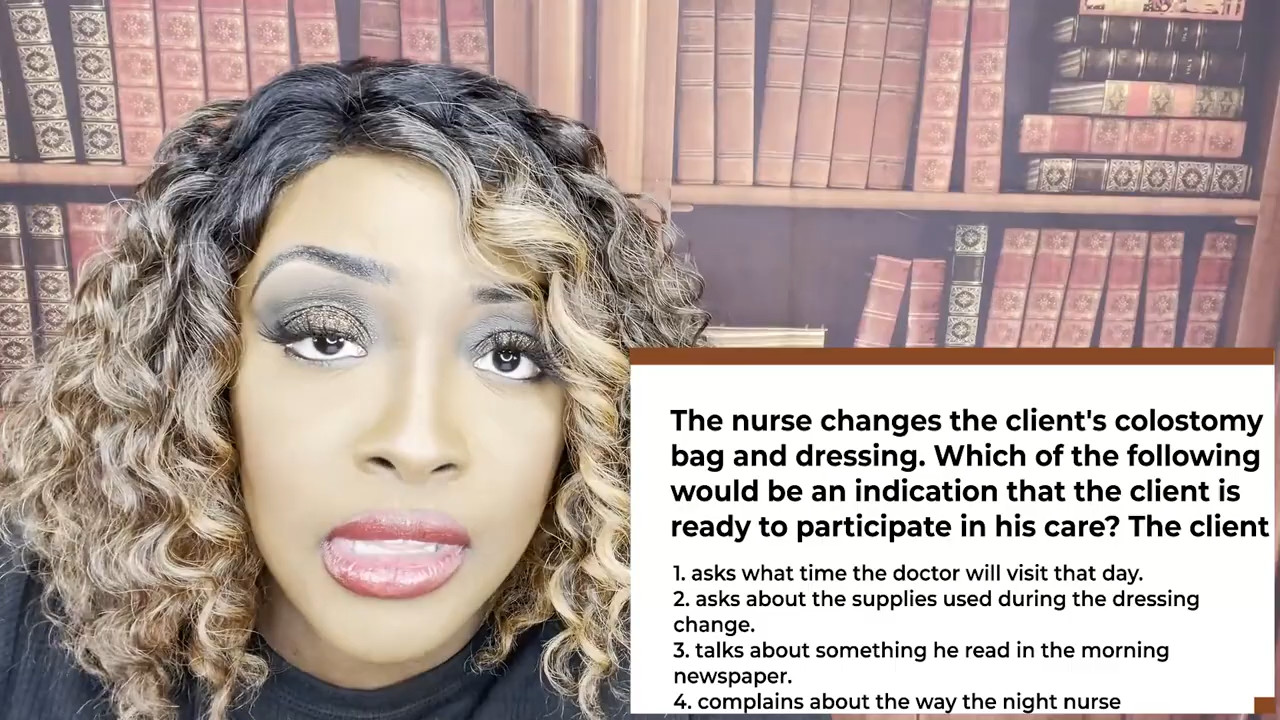 The nurse changes the client's colostomy
bag and dressing. Which of the following
would be an indication that the client is
ready to participate in his care? The client
1. asks what time the doctor will visit that day.
2. asks about the supplies used during the dressing
change.
3. talks about something he read in the morning
newspaper.
4. complains about the way the night nurse